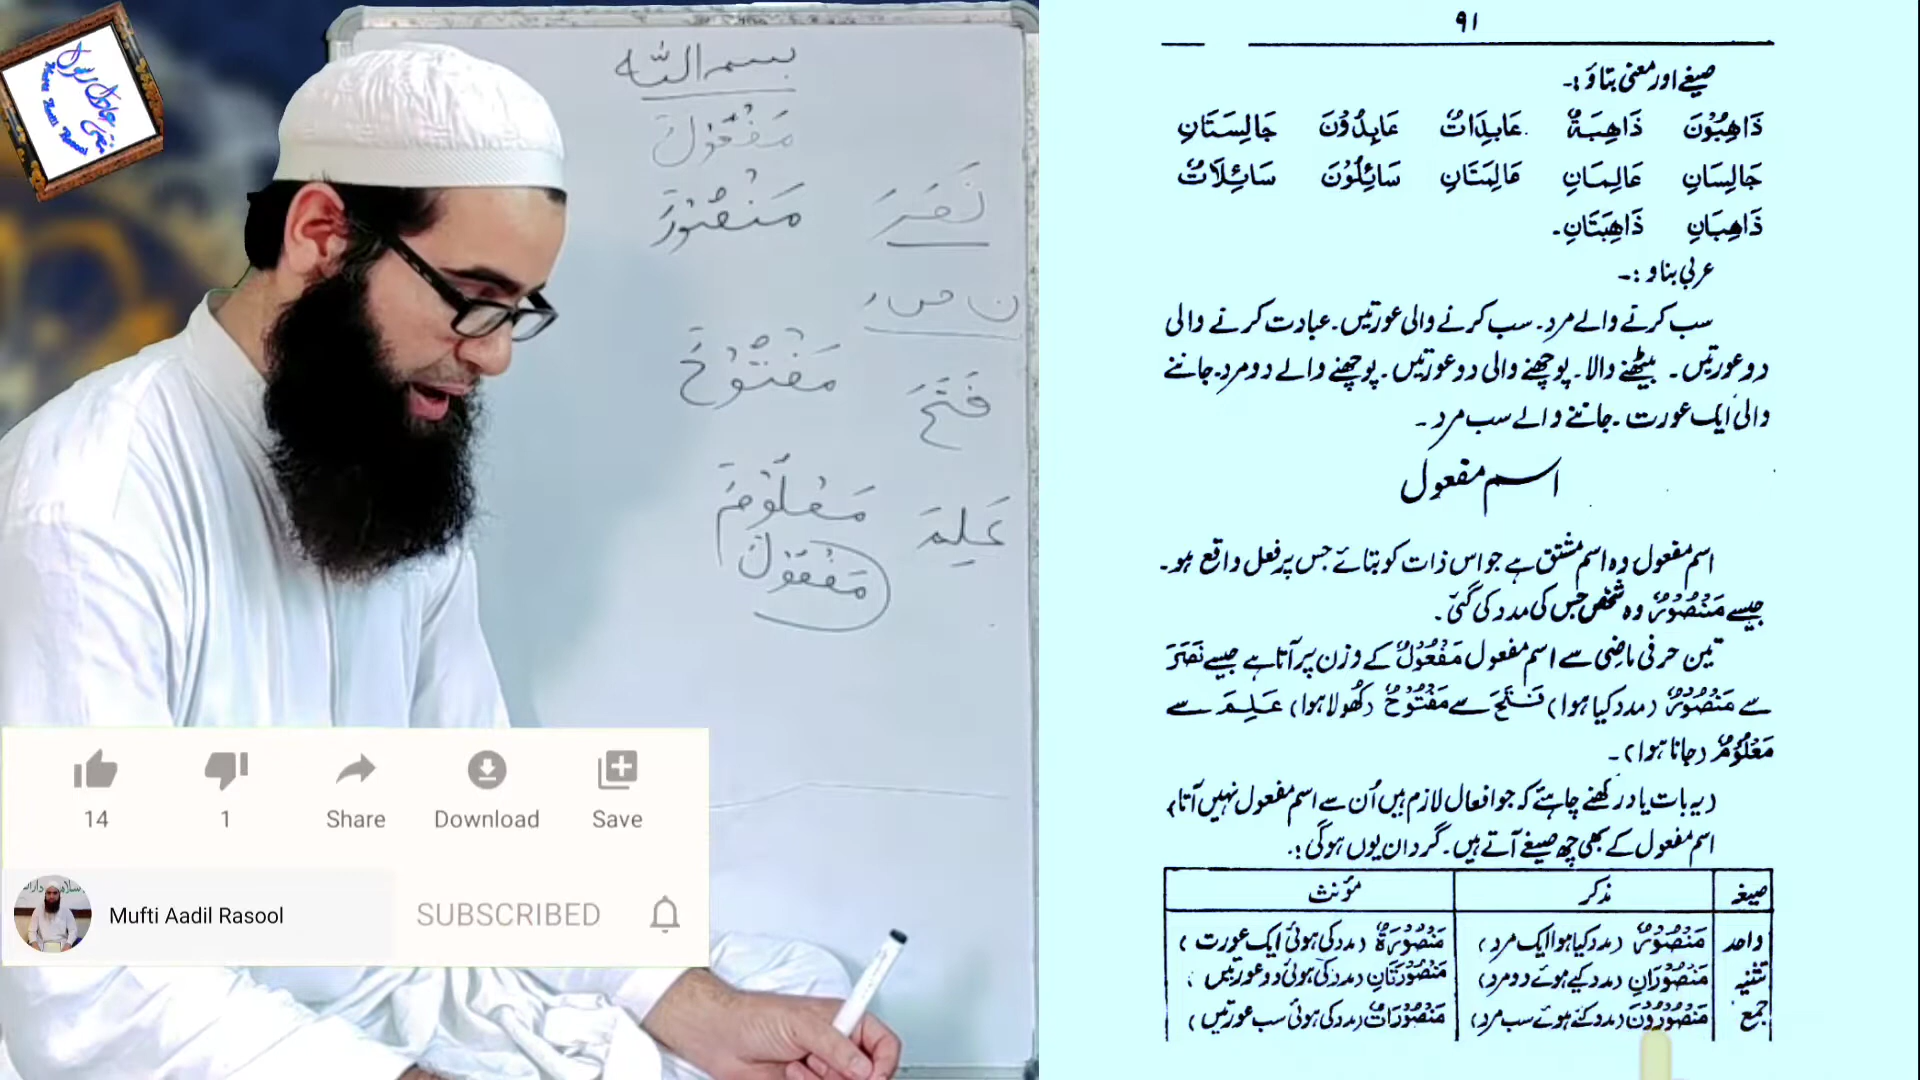 مفتی عادل رسول
Mufti Aadil Rasool
بسم اللہ
مَفْعُوْلٌ
نَصَرَ
مَنْصُوْرٌ
ن ص ر
مَفْتُوْحٌ
فَتَحَ
مَعْلُوْمٌ
عَلِمَ
مَفْعُوْلٌ
14
1
Share
Download
Save
Mufti Aadil Rasool
SUBSCRIBED
۹۱
صیغے اور معنی بتاؤ :۔
ذَاهِبُوْنَ ذَاهِبَةٌ عَابِدَاتٌ عَابِدُوْنَ جَالِسَتَانِ
جَالِسَانِ عَالِمَانِ عَالِمَتَانِ سَائِلُوْنَ سَائِلَاتٌ
ذَاهِبَانِ ذَاهِبَتَانِ۔
عربی بناو :۔
سب کرنے والے مرد۔ سب کرنے والی عورتیں۔ عبادت کرنے والی
دو عورتیں۔ بیٹھنے والا۔ پوچھنے والی دو عورتیں۔ پوچھنے والے دو مرد۔ جاننے
والی ایک عورت۔ جاننے والے سب مرد۔
اسم مفعول
اسم مفعول وہ اسم مشتق ہے جو اس ذات کو بتائے جس پر فعل واقع ہو۔
جیسے مَنْصُوْرٌ وہ شخص جس کی مدد کی گئی۔
تین حرفی ماضی سے اسم مفعول مَفْعُوْلٌ کے وزن پر آتا ہے جیسے نَصَرَ
سے مَنْصُوْرٌ (مدد کیا ہوا) فَتَحَ سے مَفْتُوْحٌ (کھولا ہوا) عَلِمَ سے
مَعْلُوْمٌ (جانا ہوا)۔
(یہ بات یاد رکھنے چاہئے کہ جو افعال لازم ہیں اُن سے اسم مفعول نہیں آتا)
اسم مفعول کے بھی چھ صیغے آتے ہیں۔ گردان یوں ہوگی :۔
صیغہ مذکر مؤنث
واحد مَنْصُوْرٌ (مدد کیا ہوا ایک مرد) مَنْصُوْرَةٌ (مدد کی ہوئی ایک عورت)
تثنیہ مَنْصُوْرَانِ (مدد کیے ہوئے دو مرد) مَنْصُوْرَتَانِ (مدد کی ہوئی دو عورتیں)
جمع مَنْصُوْرُوْنَ (مدد کئے ہوئے سب مرد) مَنْصُوْرَاتٌ (مدد کی ہوئی سب عورتیں)